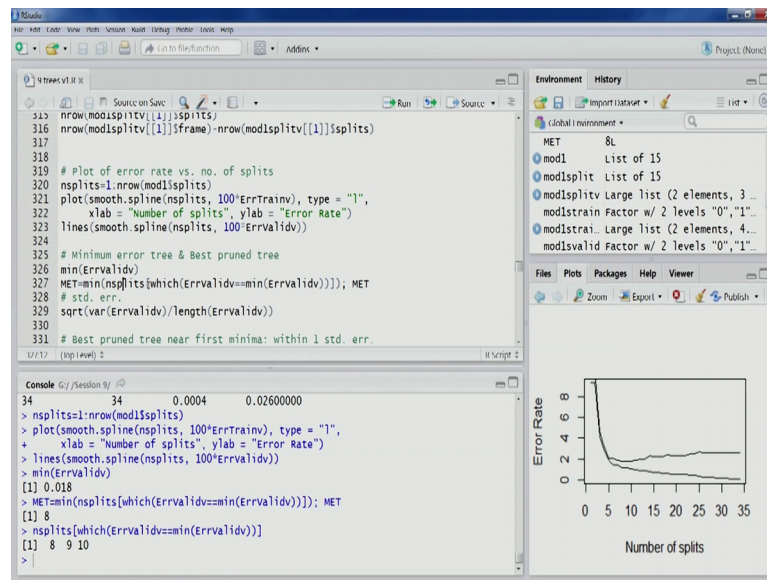 RStudio
File Edit Code View Plots Session Build Debug Profile Tools Help
Go to file/function
Addins
Project: (None)
9 trees v1.R
Source on Save
Run
Source
315 nrow(mod1splitv[[1]]$splits)
316 nrow(mod1splitv[[1]]$frame)-nrow(mod1splitv[[1]]$splits)
317
318
319 # Plot of error rate vs. no. of splits
320 nsplits=1:nrow(mod1$splits)
321 plot(smooth.spline(nsplits, 100*ErrTrainv), type = "l",
322 xlab = "Number of splits", ylab = "Error Rate")
323 lines(smooth.spline(nsplits, 100*ErrValidv))
324
325 # Minimum error tree & Best pruned tree
326 min(ErrValidv)
327 MET=min(nsplits[which(ErrValidv==min(ErrValidv))]); MET
328 # std. err.
329 sqrt(var(ErrValidv)/length(ErrValidv))
330
331 # Best pruned tree near first minima: within 1 std. err.
327:12 (Top Level)
R Script
Console G:/ /Session 9/
34 34 0.0004 0.02600000
> nsplits=1:nrow(mod1$splits)
> plot(smooth.spline(nsplits, 100*ErrTrainv), type = "l",
+ xlab = "Number of splits", ylab = "Error Rate")
> lines(smooth.spline(nsplits, 100*ErrValidv))
> min(ErrValidv)
[1] 0.018
> MET=min(nsplits[which(ErrValidv==min(ErrValidv))]); MET
[1] 8
> nsplits[which(ErrValidv==min(ErrValidv))]
[1] 8 9 10
>
Environment History
Import Dataset
List
Global Environment
MET 8L
mod1 List of 15
mod1split List of 15
mod1splitv Large list (2 elements, 3 …
mod1strain Factor w/ 2 levels "0","1"…
mod1strai… Large list (2 elements, 4.…
mod1svalid Factor w/ 2 levels "0","1"…
Files Plots Packages Help Viewer
Zoom Export Publish
Error Rate
8
6
4
2
0
0 5 10 15 20 25 30 35
Number of splits